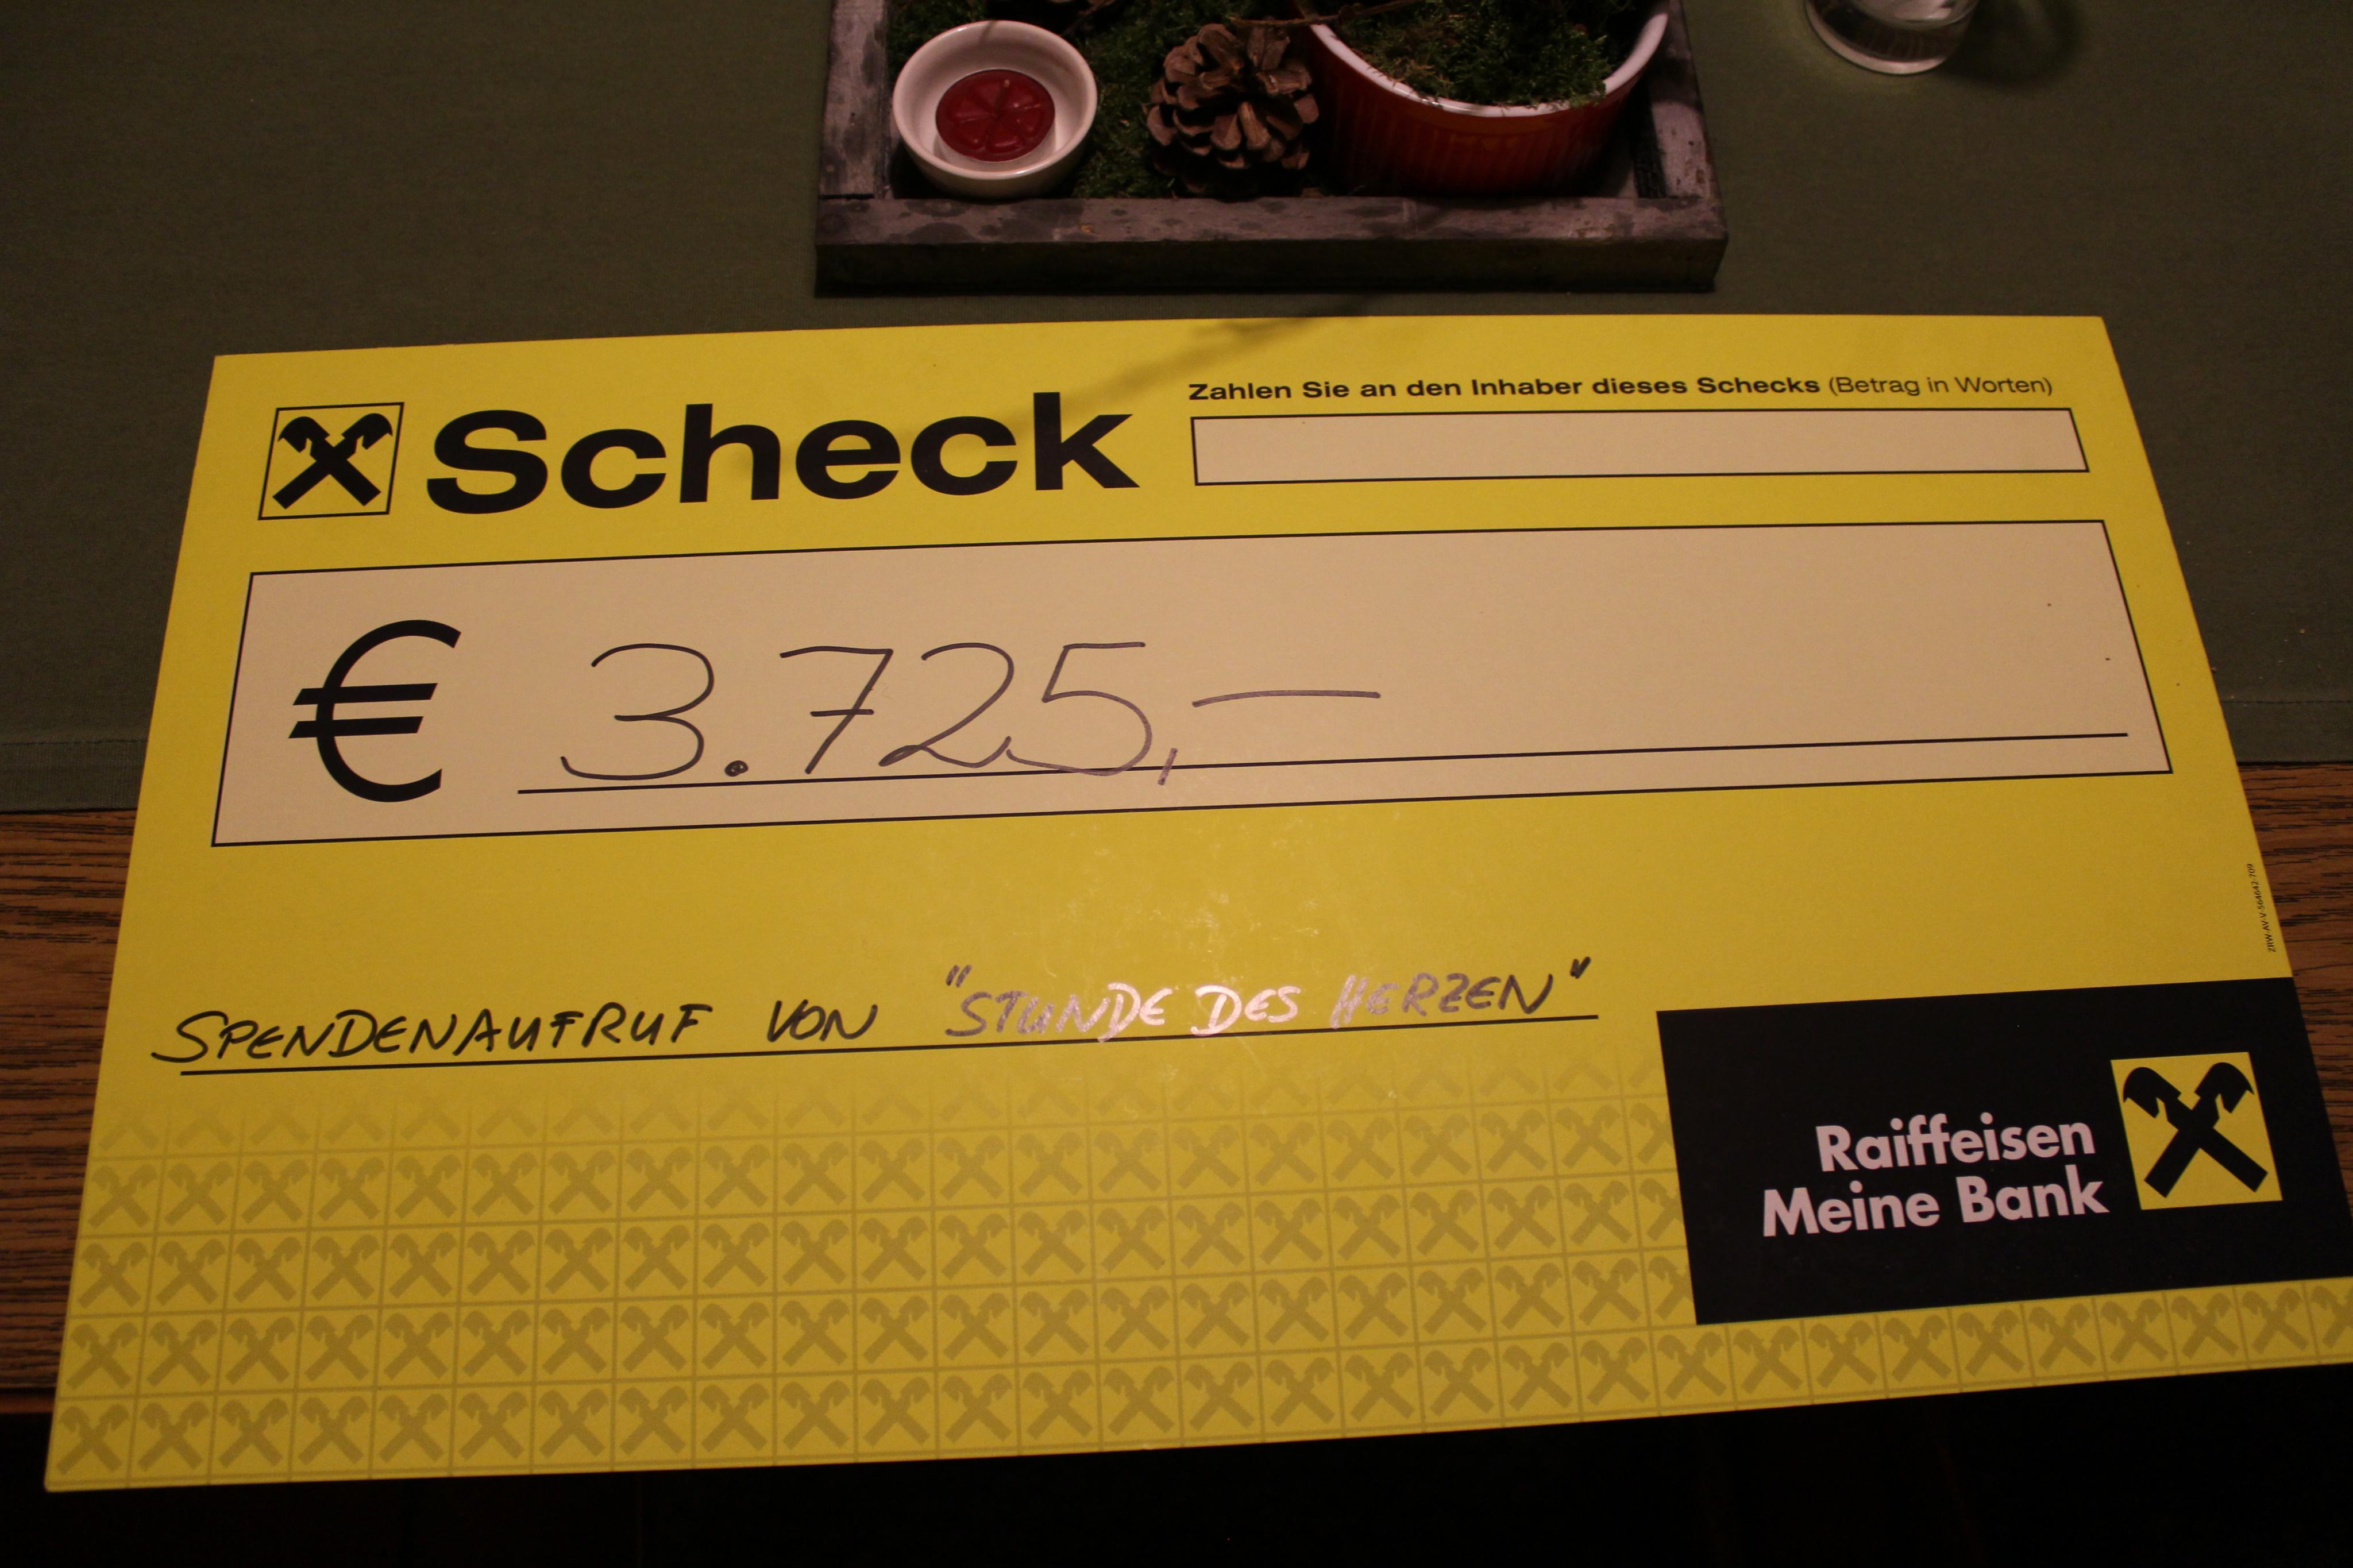 Scheck
Zahlen Sie an den Inhaber dieses Schecks (Betrag in Worten)
€ 3.725,—
SPENDENAUFRUF VON "STUNDE DES HERZEN"
Raiffeisen
Meine Bank